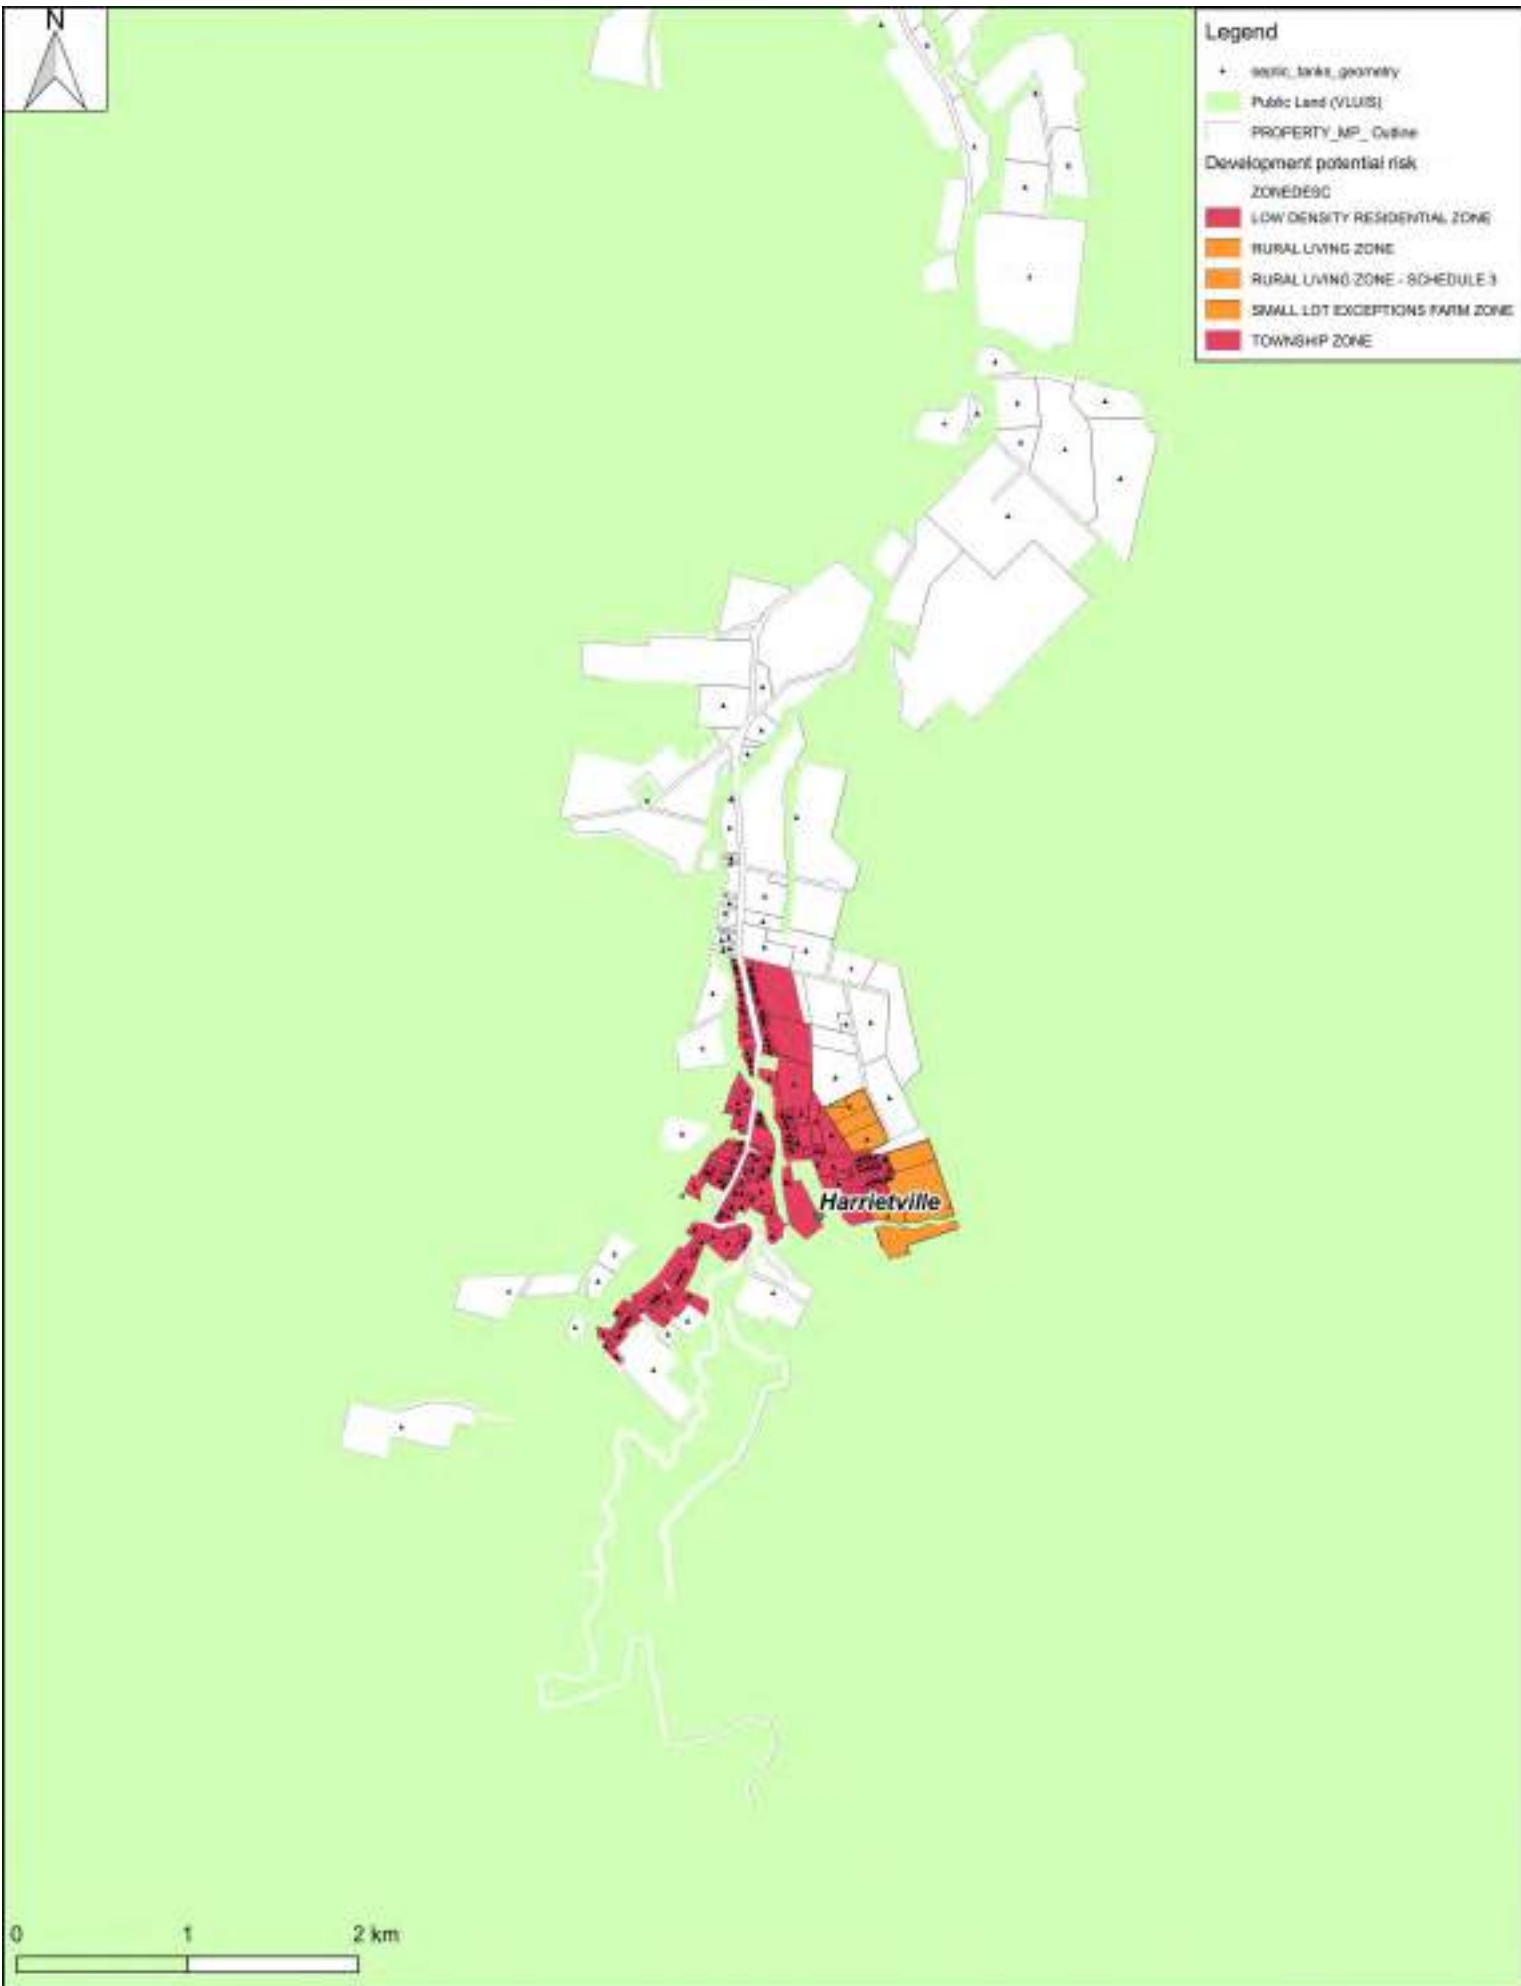 N
Legend
septic_tanks_geometry
Public Land (VLUIS)
PROPERTY_MP_ Outline
Development potential risk
ZONEDESC
LOW DENSITY RESIDENTIAL ZONE
RURAL LIVING ZONE
RURAL LIVING ZONE - SCHEDULE 3
SMALL LOT EXCEPTIONS FARM ZONE
TOWNSHIP ZONE
Harrietville
0 1 2 km